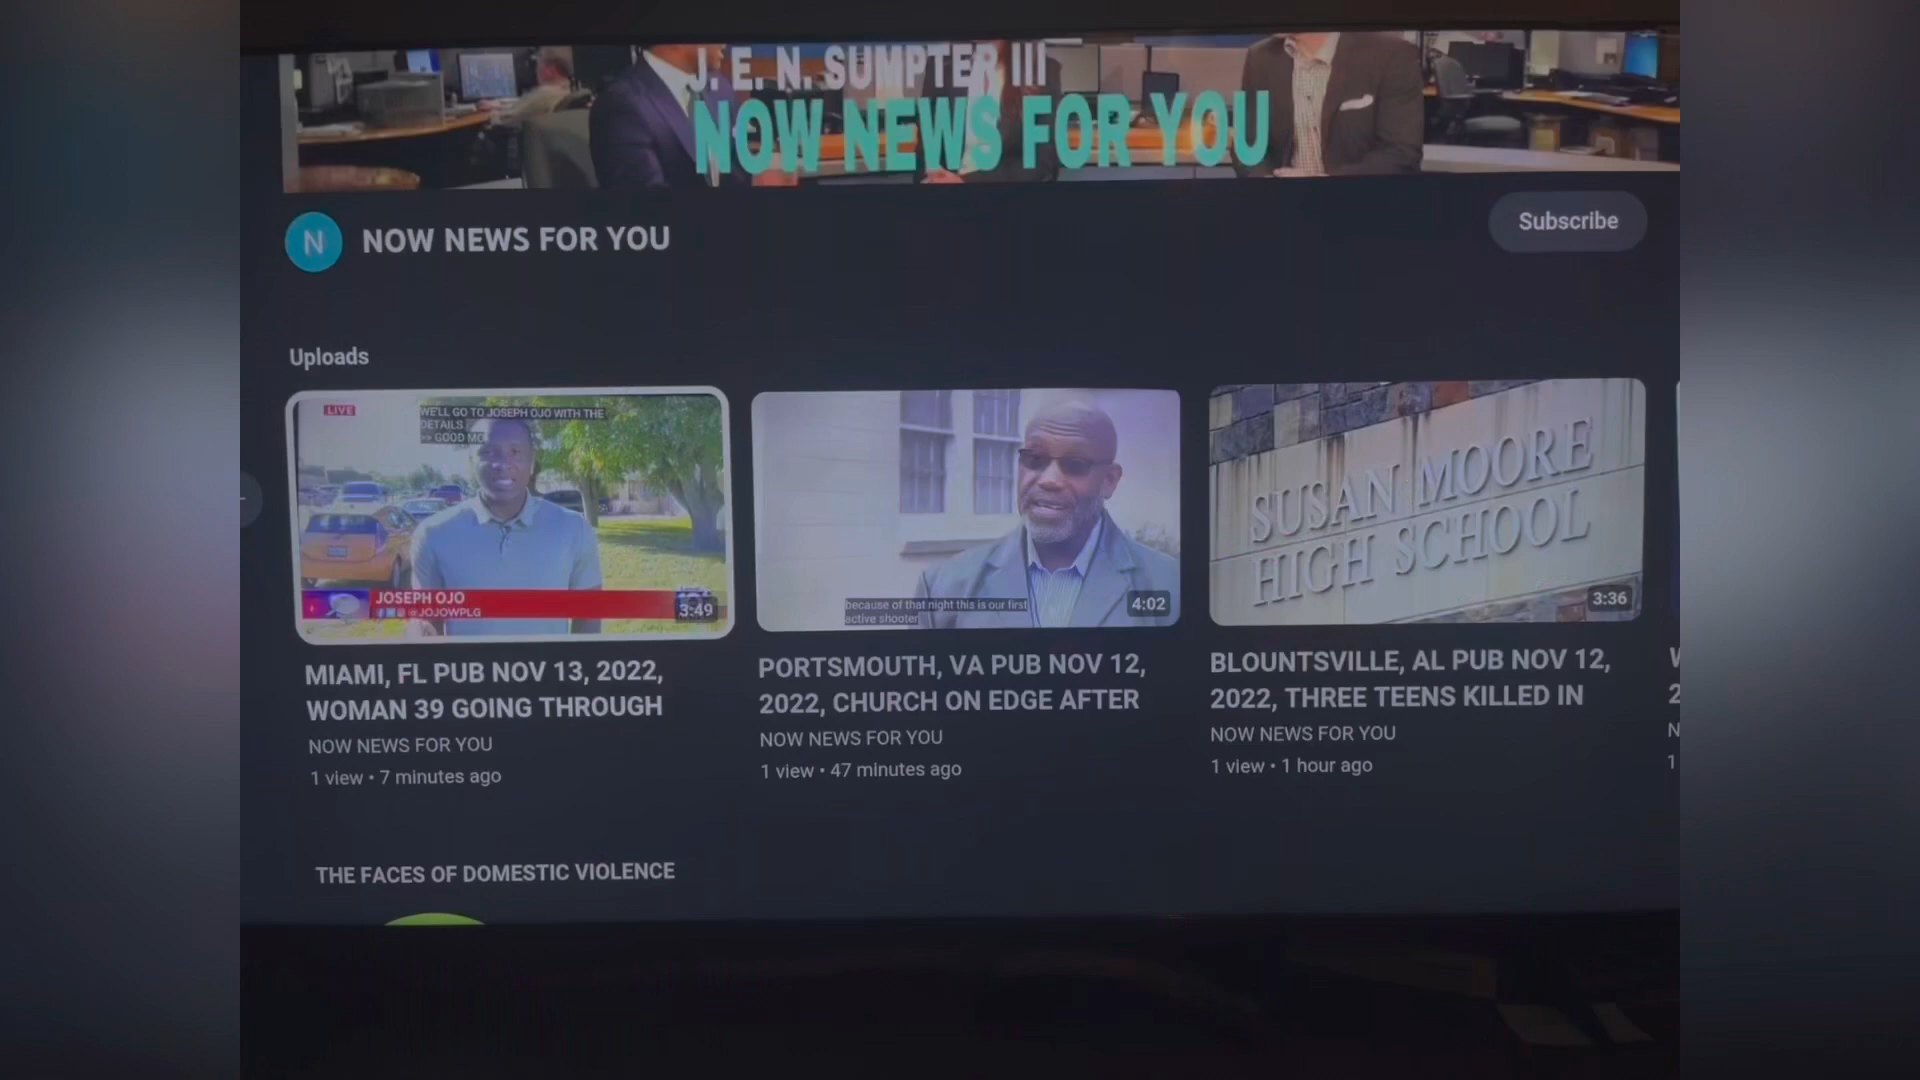 J. E. N. SUMPTER III
NOW NEWS FOR YOU
N
NOW NEWS FOR YOU
Subscribe
Uploads
LIVE
WE'LL GO TO JOSEPH OJO WITH THE
DETAILS.
>> GOOD MO
JOSEPH OJO
@JOJOWPLG
3:49
because of that night this is our first
active shooter
4:02
SUSAN MOORE
HIGH SCHOOL
3:36
MIAMI, FL PUB NOV 13, 2022,
WOMAN 39 GOING THROUGH
NOW NEWS FOR YOU
1 view • 7 minutes ago
PORTSMOUTH, VA PUB NOV 12,
2022, CHURCH ON EDGE AFTER
NOW NEWS FOR YOU
1 view • 47 minutes ago
BLOUNTSVILLE, AL PUB NOV 12,
2022, THREE TEENS KILLED IN
NOW NEWS FOR YOU
1 view • 1 hour ago
THE FACES OF DOMESTIC VIOLENCE